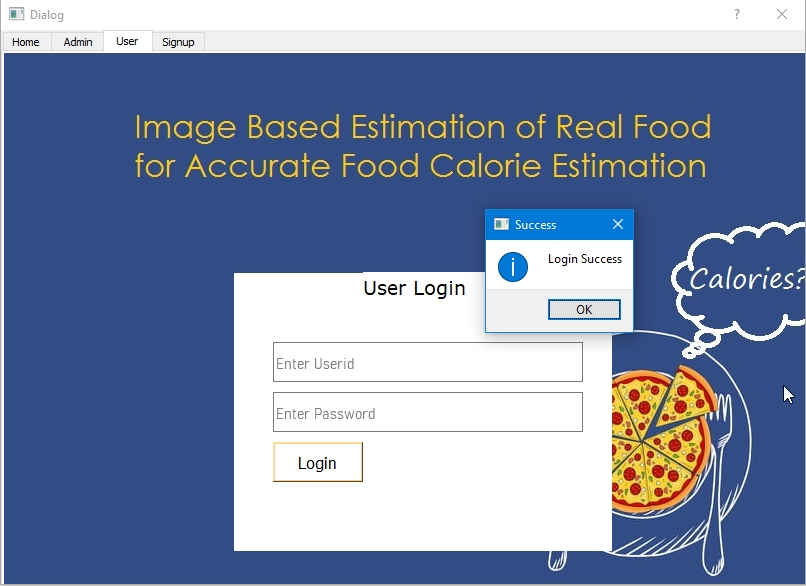 Dialog
Home Admin User Signup
Image Based Estimation of Real Food
for Accurate Food Calorie Estimation
Success
Login Success
OK
Calories?
User Login
Enter Userid
Enter Password
Login